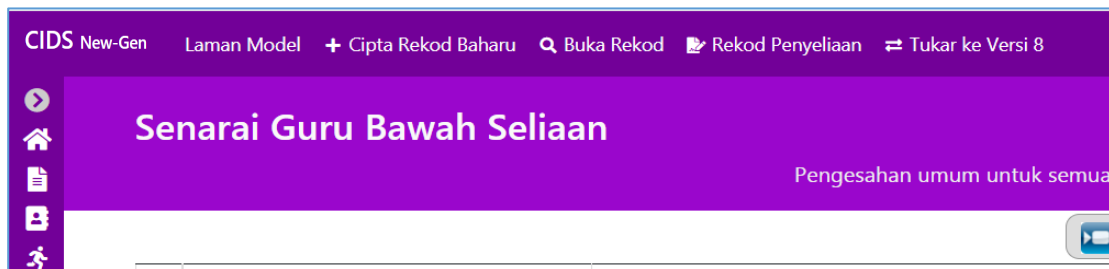 CIDS New-Gen Laman Model Cipta Rekod Baharu Buka Rekod Rekod Penyeliaan Tukar ke Versi 8
Senarai Guru Bawah Seliaan
Pengesahan umum untuk semua